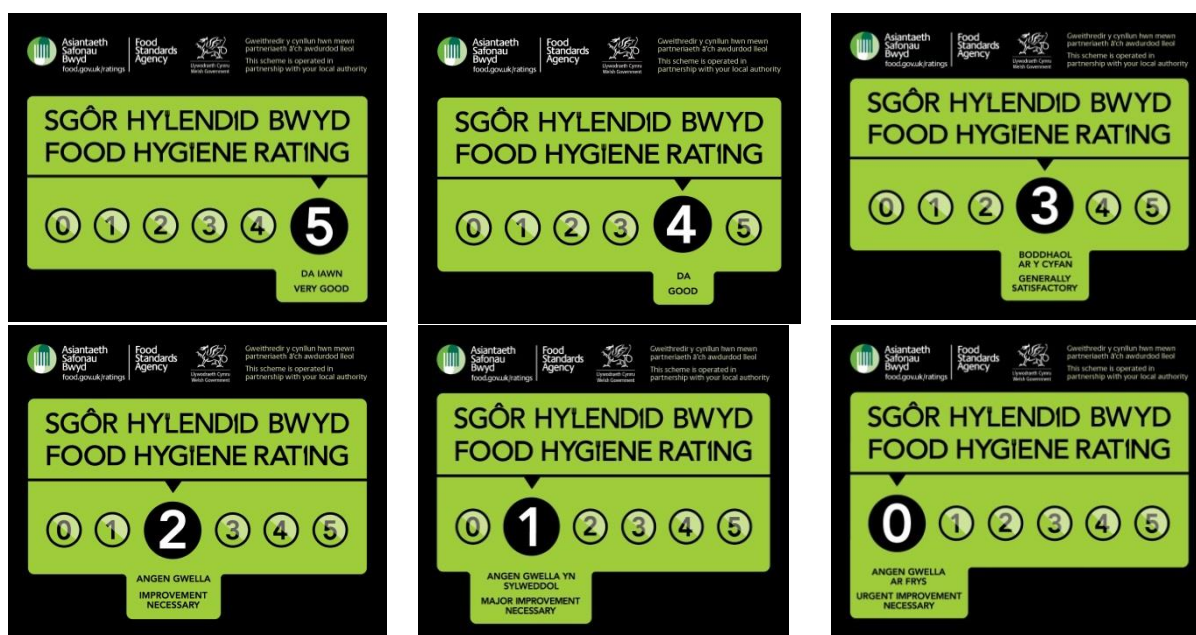 Asiantaeth
Safonau
Bwyd
food.gov.uk/ratings
Food
Standards
Agency
Llywodraeth Cymru
Welsh Government
Gweithredir y cynllun hwn mewn
partneriaeth â'ch awdurdod lleol
This scheme is operated in
partnership with your local authority
SGÔR HYLENDID BWYD
FOOD HYGIENE RATING
0 1 2 3 4 5
DA IAWN
VERY GOOD
Asiantaeth
Safonau
Bwyd
food.gov.uk/ratings
Food
Standards
Agency
Llywodraeth Cymru
Welsh Government
Gweithredir y cynllun hwn mewn
partneriaeth â'ch awdurdod lleol
This scheme is operated in
partnership with your local authority
SGÔR HYLENDID BWYD
FOOD HYGIENE RATING
0 1 2 3 4 5
DA
GOOD
Asiantaeth
Safonau
Bwyd
food.gov.uk/ratings
Food
Standards
Agency
Llywodraeth Cymru
Welsh Government
Gweithredir y cynllun hwn mewn
partneriaeth â'ch awdurdod lleol
This scheme is operated in
partnership with your local authority
SGÔR HYLENDID BWYD
FOOD HYGIENE RATING
0 1 2 3 4 5
BODDHAOL
AR Y CYFAN
GENERALLY
SATISFACTORY
Asiantaeth
Safonau
Bwyd
food.gov.uk/ratings
Food
Standards
Agency
Llywodraeth Cymru
Welsh Government
Gweithredir y cynllun hwn mewn
partneriaeth â'ch awdurdod lleol
This scheme is operated in
partnership with your local authority
SGÔR HYLENDID BWYD
FOOD HYGIENE RATING
0 1 2 3 4 5
ANGEN GWELLA
IMPROVEMENT
NECESSARY
Asiantaeth
Safonau
Bwyd
food.gov.uk/ratings
Food
Standards
Agency
Llywodraeth Cymru
Welsh Government
Gweithredir y cynllun hwn mewn
partneriaeth â'ch awdurdod lleol
This scheme is operated in
partnership with your local authority
SGÔR HYLENDID BWYD
FOOD HYGIENE RATING
0 1 2 3 4 5
ANGEN GWELLA YN
SYLWEDDOL
MAJOR IMPROVEMENT
NECESSARY
Asiantaeth
Safonau
Bwyd
food.gov.uk/ratings
Food
Standards
Agency
Llywodraeth Cymru
Welsh Government
Gweithredir y cynllun hwn mewn
partneriaeth â'ch awdurdod lleol
This scheme is operated in
partnership with your local authority
SGÔR HYLENDID BWYD
FOOD HYGIENE RATING
0 1 2 3 4 5
ANGEN GWELLA
AR FRYS
URGENT IMPROVEMENT
NECESSARY